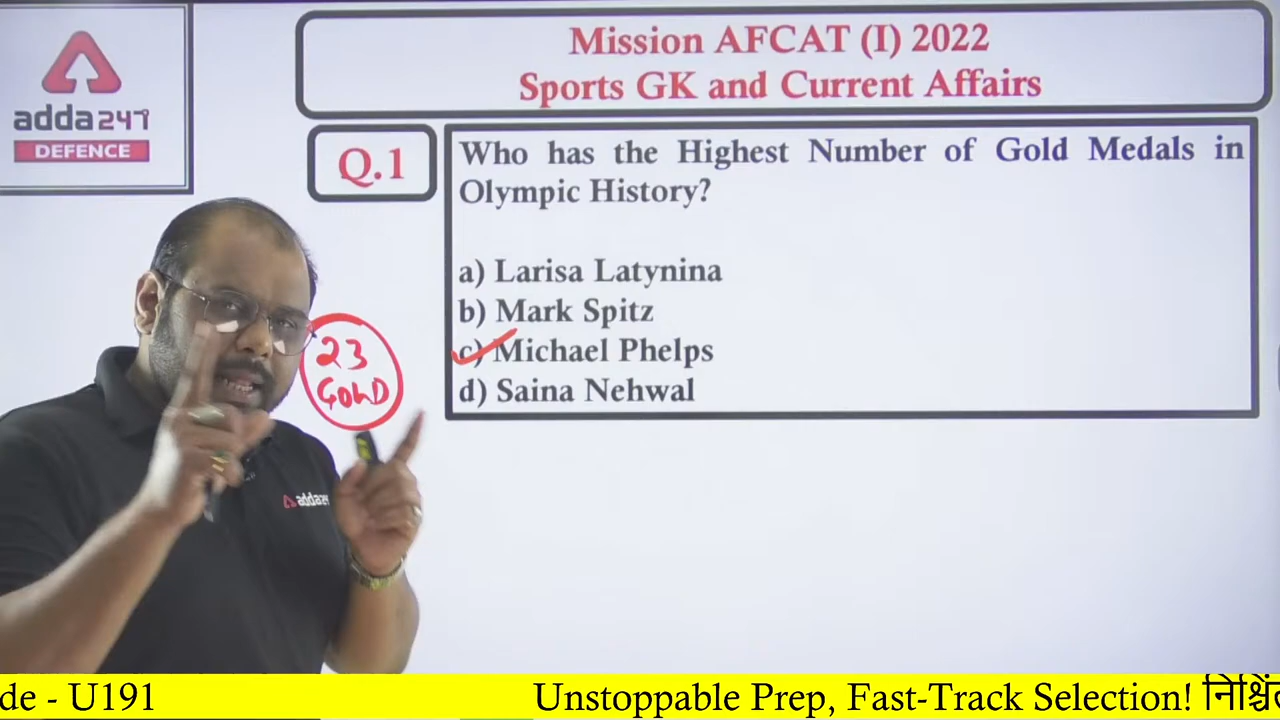 Mission AFCAT (I) 2022
Sports GK and Current Affairs
adda247
DEFENCE
Q.1
Who has the Highest Number of Gold Medals in
Olympic History?
a) Larisa Latynina
b) Mark Spitz
c) Michael Phelps
d) Saina Nehwal
23
GOLD
adda247
de - U191
Unstoppable Prep, Fast-Track Selection!